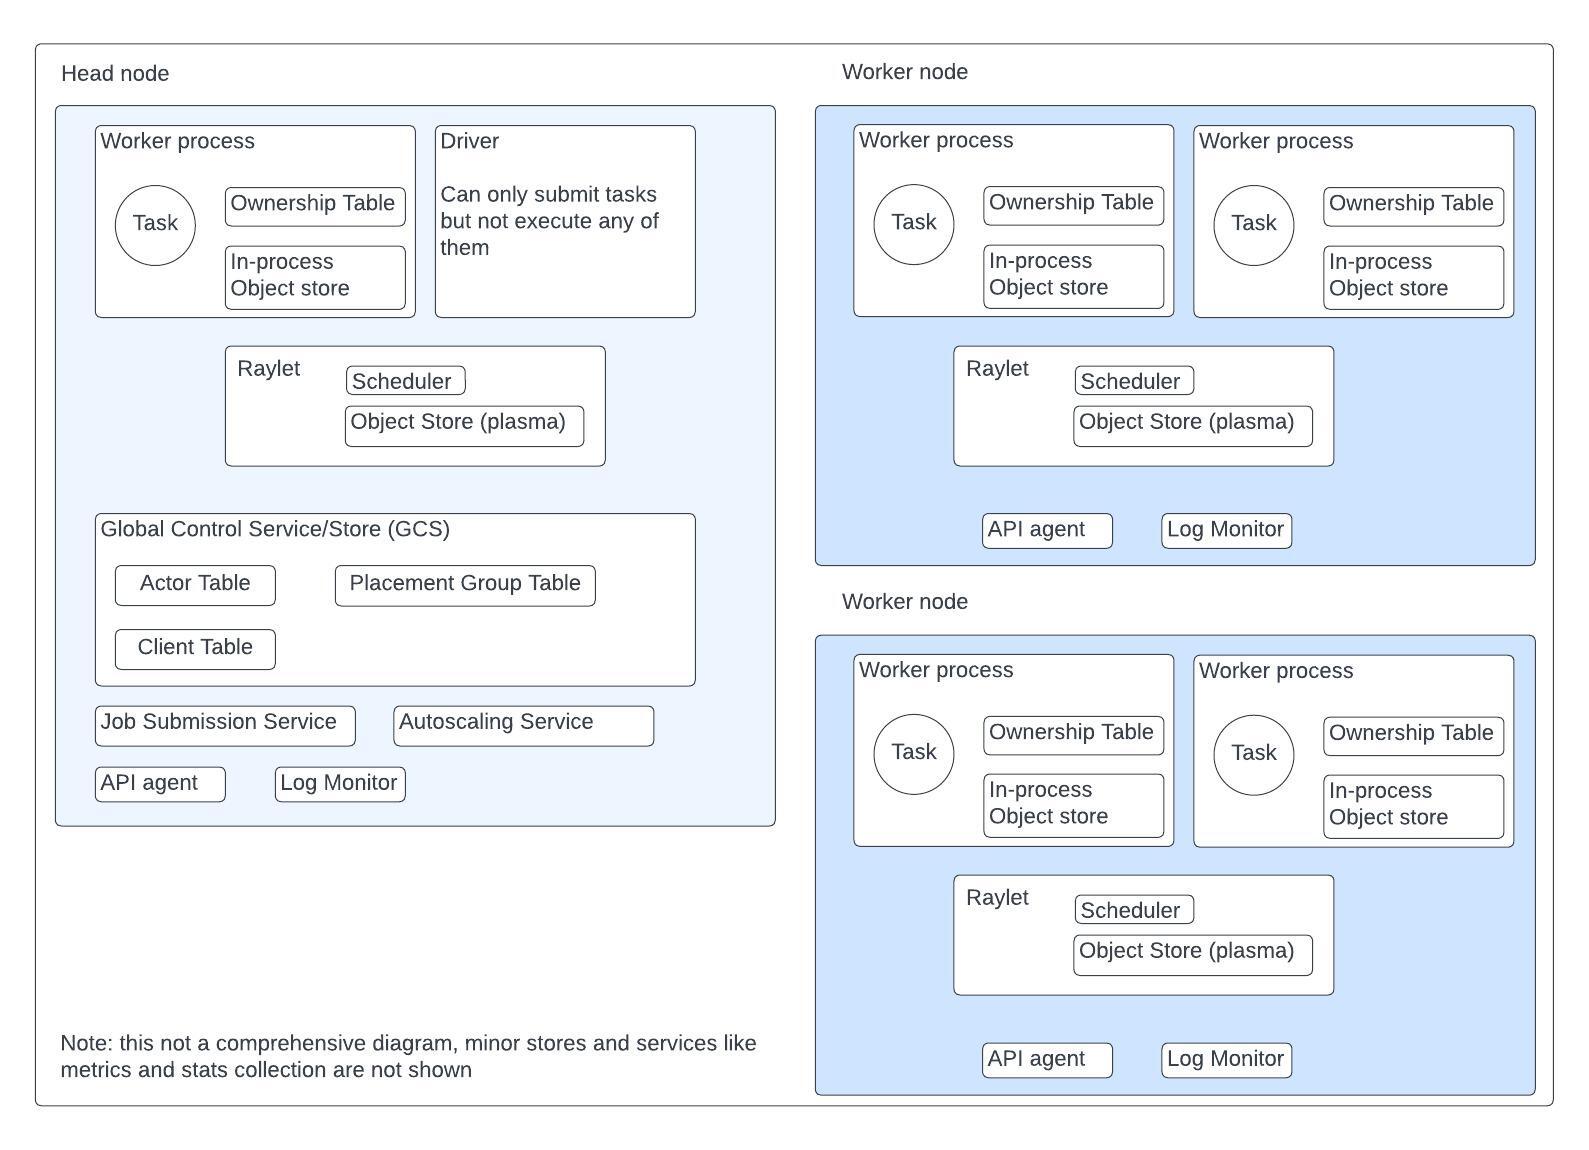 Head node
Worker process
Task
Ownership Table
In-process
Object store
Driver
Can only submit tasks
but not execute any of
them
Raylet
Scheduler
Object Store (plasma)
Global Control Service/Store (GCS)
Actor Table
Placement Group Table
Client Table
Job Submission Service
Autoscaling Service
API agent
Log Monitor
Note: this not a comprehensive diagram, minor stores and services like
metrics and stats collection are not shown
Worker node
Worker process
Task
Ownership Table
In-process
Object store
Worker process
Task
Ownership Table
In-process
Object store
Raylet
Scheduler
Object Store (plasma)
API agent
Log Monitor
Worker node
Worker process
Task
Ownership Table
In-process
Object store
Worker process
Task
Ownership Table
In-process
Object store
Raylet
Scheduler
Object Store (plasma)
API agent
Log Monitor